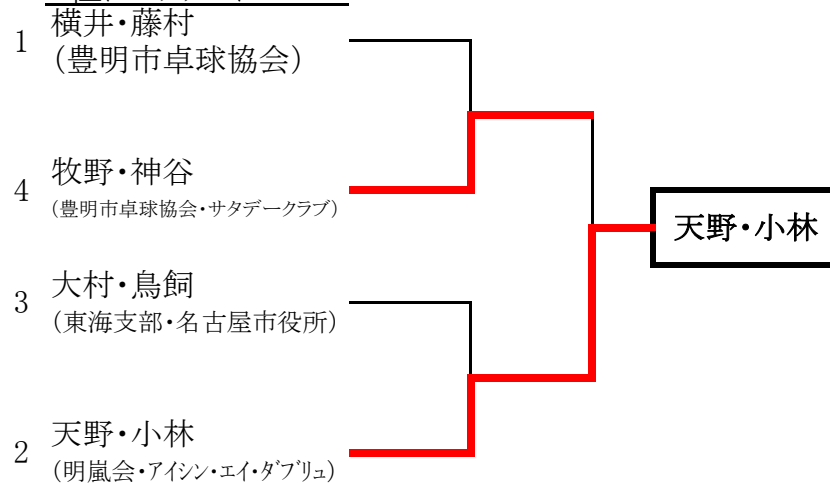 1 横井・藤村
(豊明市卓球協会)
4 牧野・神谷
(豊明市卓球協会・サタデークラブ)
3 大村・鳥飼
(東海支部・名古屋市役所)
2 天野・小林
(明嵐会・アイシン・エイ・ダブリュ)
天野・小林